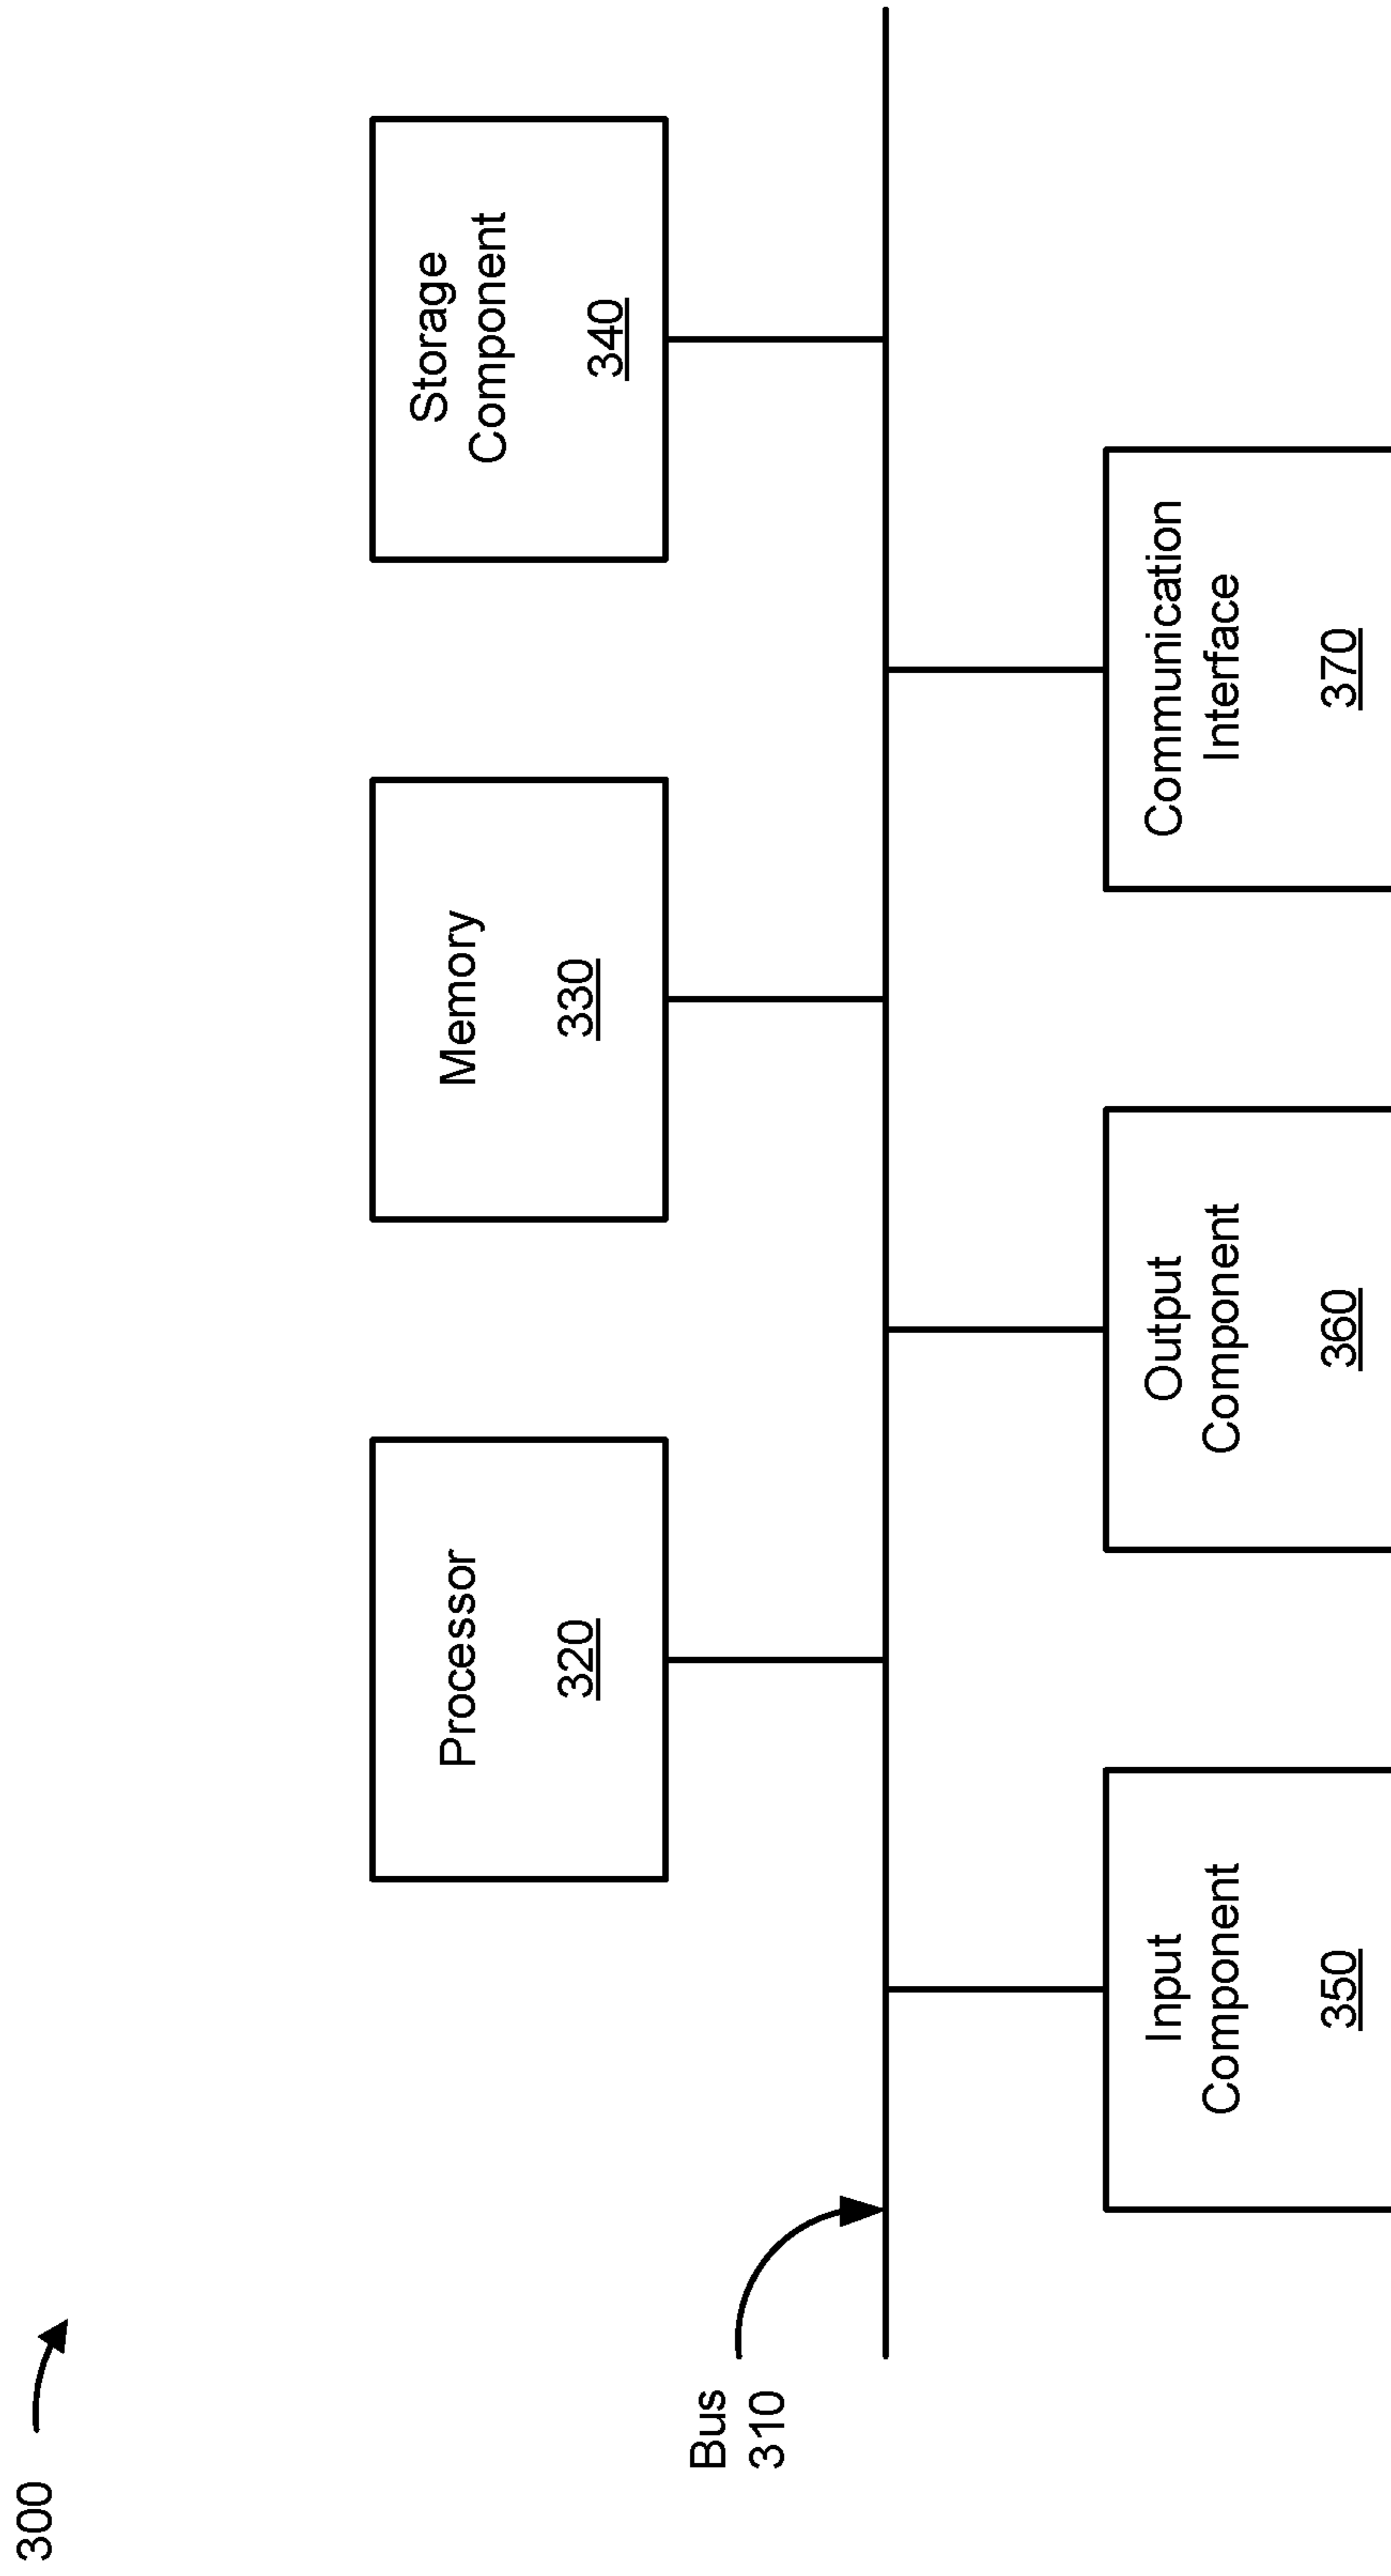 300
Processor
320
Memory
330
Storage
Component
340
Bus
310
Input
Component
350
Output
Component
360
Communication
Interface
370